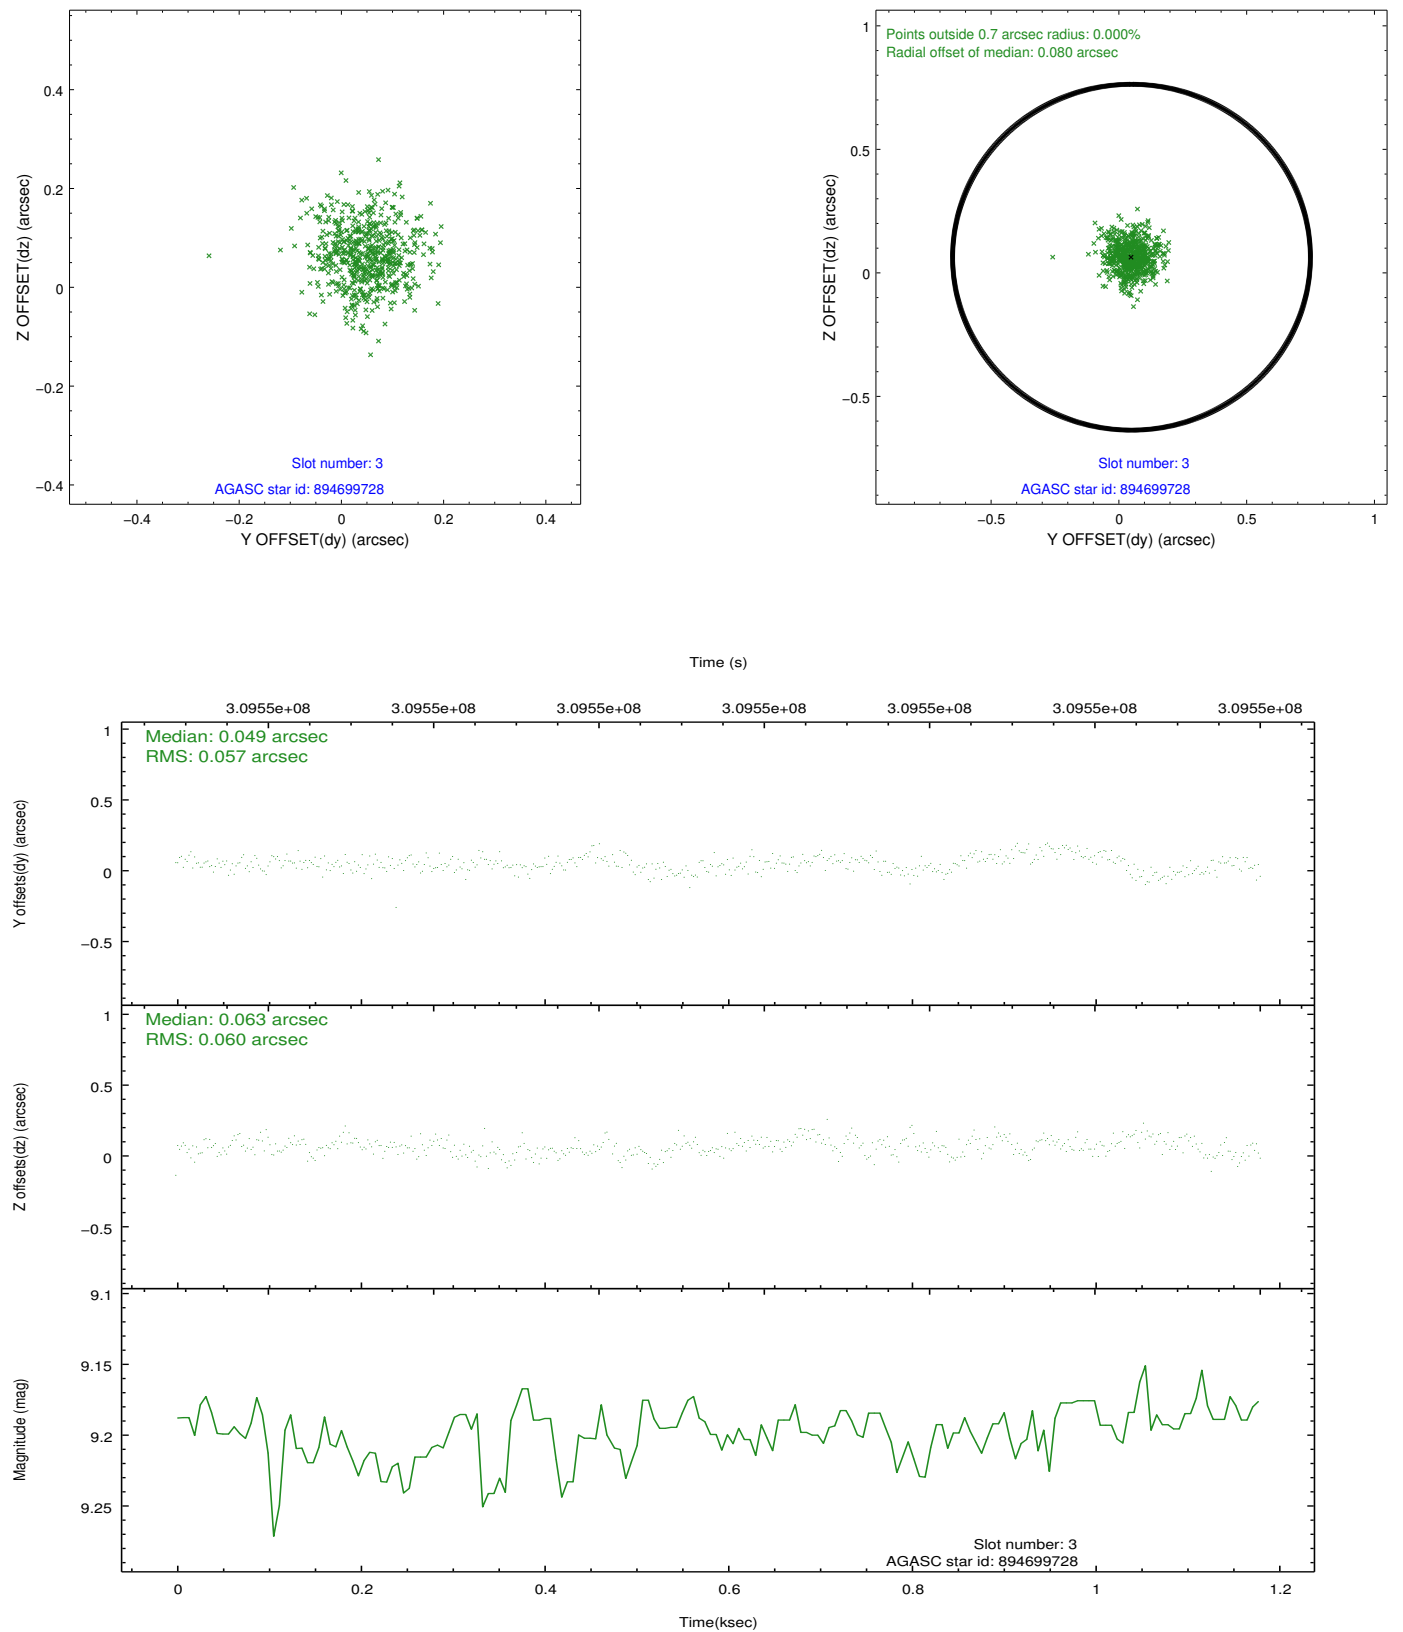 0.4
0.2
0
−0.2
−0.4
Z OFFSET(dz) (arcsec)
Slot number: 3
AGASC star id: 894699728
−0.4 −0.2 0 0.2 0.4
Y OFFSET(dy) (arcsec)
Points outside 0.7 arcsec radius: 0.000%
Radial offset of median: 0.080 arcsec
1
0.5
0
−0.5
Z OFFSET(dz) (arcsec)
Slot number: 3
AGASC star id: 894699728
−0.5 0 0.5 1
Y OFFSET(dy) (arcsec)
Time (s)
3.0955e+08 3.0955e+08 3.0955e+08 3.0955e+08 3.0955e+08 3.0955e+08 3.0955e+08
Median: 0.049 arcsec
RMS: 0.057 arcsec
1
0.5
0
−0.5
Y offsets(dy) (arcsec)
Median: 0.063 arcsec
RMS: 0.060 arcsec
1
0.5
0
−0.5
Z offsets(dz) (arcsec)
9.1
9.15
9.2
9.25
Magnitude (mag)
Slot number: 3
AGASC star id: 894699728
0 0.2 0.4 0.6 0.8 1 1.2
Time(ksec)